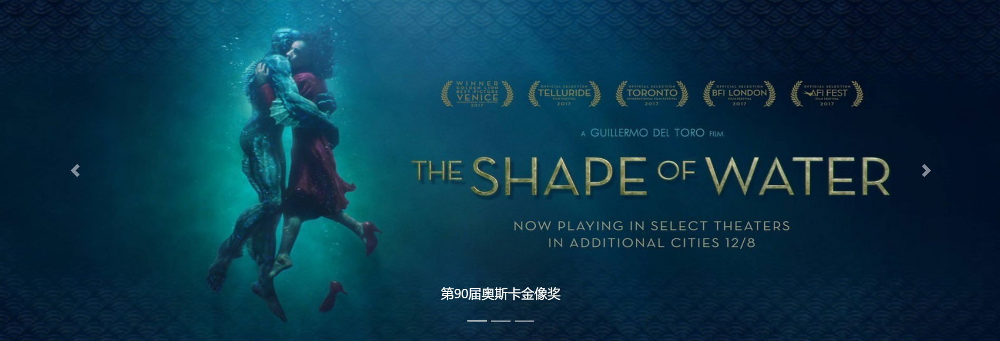 WINNER
GOLDEN LION
BEST PICTURE
VENICE
INTERNATIONAL FILM FESTIVAL
2017
OFFICIAL SELECTION
TELLURIDE
FILM FESTIVAL
2017
OFFICIAL SELECTION
TORONTO
INTERNATIONAL FILM FESTIVAL
2017
OFFICIAL SELECTION
BFI LONDON
FILM FESTIVAL
2017
OFFICIAL SELECTION
AFI FEST
FILM FESTIVAL
2017
A GUILLERMO DEL TORO FILM
THE SHAPE OF WATER
NOW PLAYING IN SELECT THEATERS
IN ADDITIONAL CITIES 12/8
第90届奥斯卡金像奖